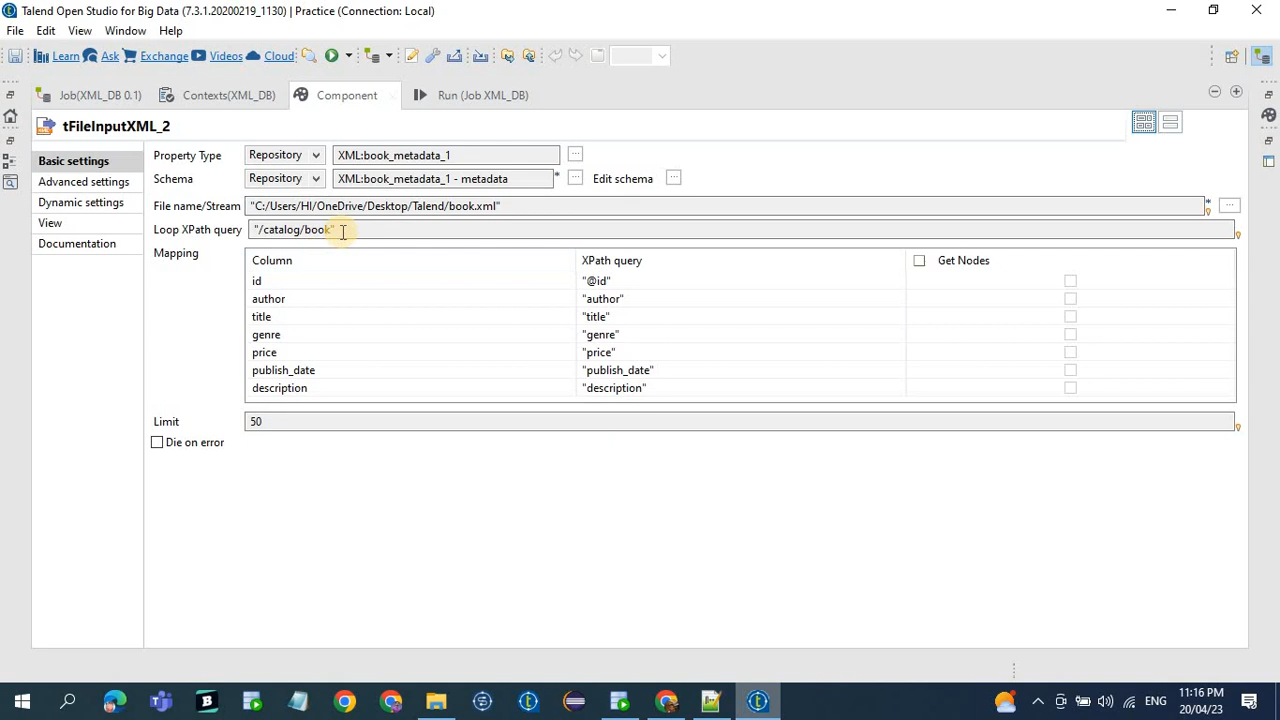 Talend Open Studio for Big Data (7.3.1.20200219_1130) | Practice (Connection: Local)
File Edit View Window Help
Learn Ask Exchange Videos Cloud
Job(XML_DB 0.1) Contexts(XML_DB) Component Run (Job XML_DB)
tFileInputXML_2
Basic settings
Advanced settings
Dynamic settings
View
Documentation
Property Type Repository XML:book_metadata_1 ...
Schema Repository XML:book_metadata_1 - metadata * ... Edit schema ...
File name/Stream "C:/Users/HI/OneDrive/Desktop/Talend/book.xml" * ...
Loop XPath query "/catalog/book"
Mapping
Column XPath query Get Nodes
id "@id"
author "author"
title "title"
genre "genre"
price "price"
publish_date "publish_date"
description "description"
Limit 50
Die on error
ENG
11:16 PM
20/04/23